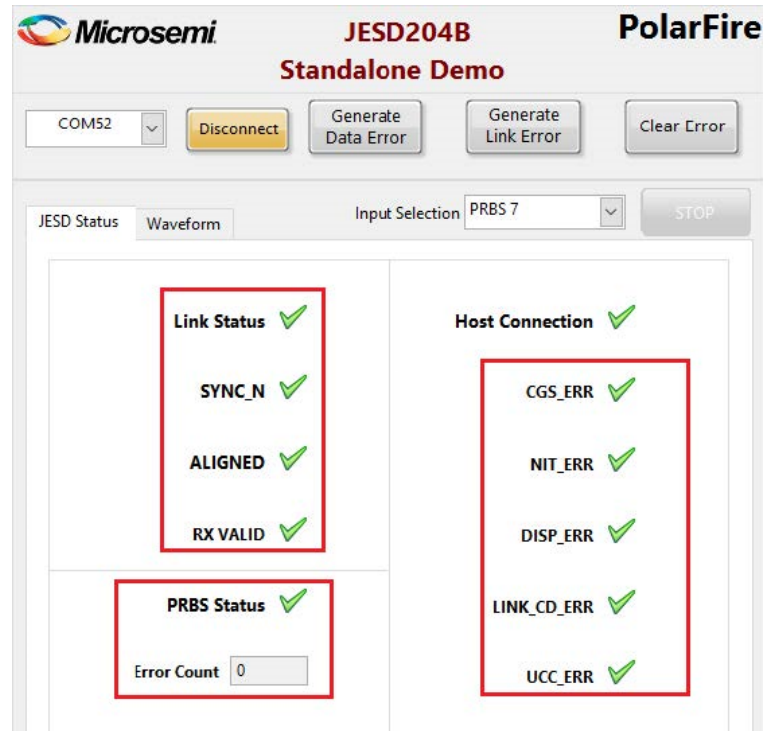 Microsemi
JESD204B
PolarFire
Standalone Demo
COM52
Disconnect
Generate
Data Error
Generate
Link Error
Clear Error
JESD Status
Waveform
Input Selection
PRBS 7
STOP
Link Status
SYNC_N
ALIGNED
RX VALID
PRBS Status
Error Count
0
Host Connection
CGS_ERR
NIT_ERR
DISP_ERR
LINK_CD_ERR
UCC_ERR